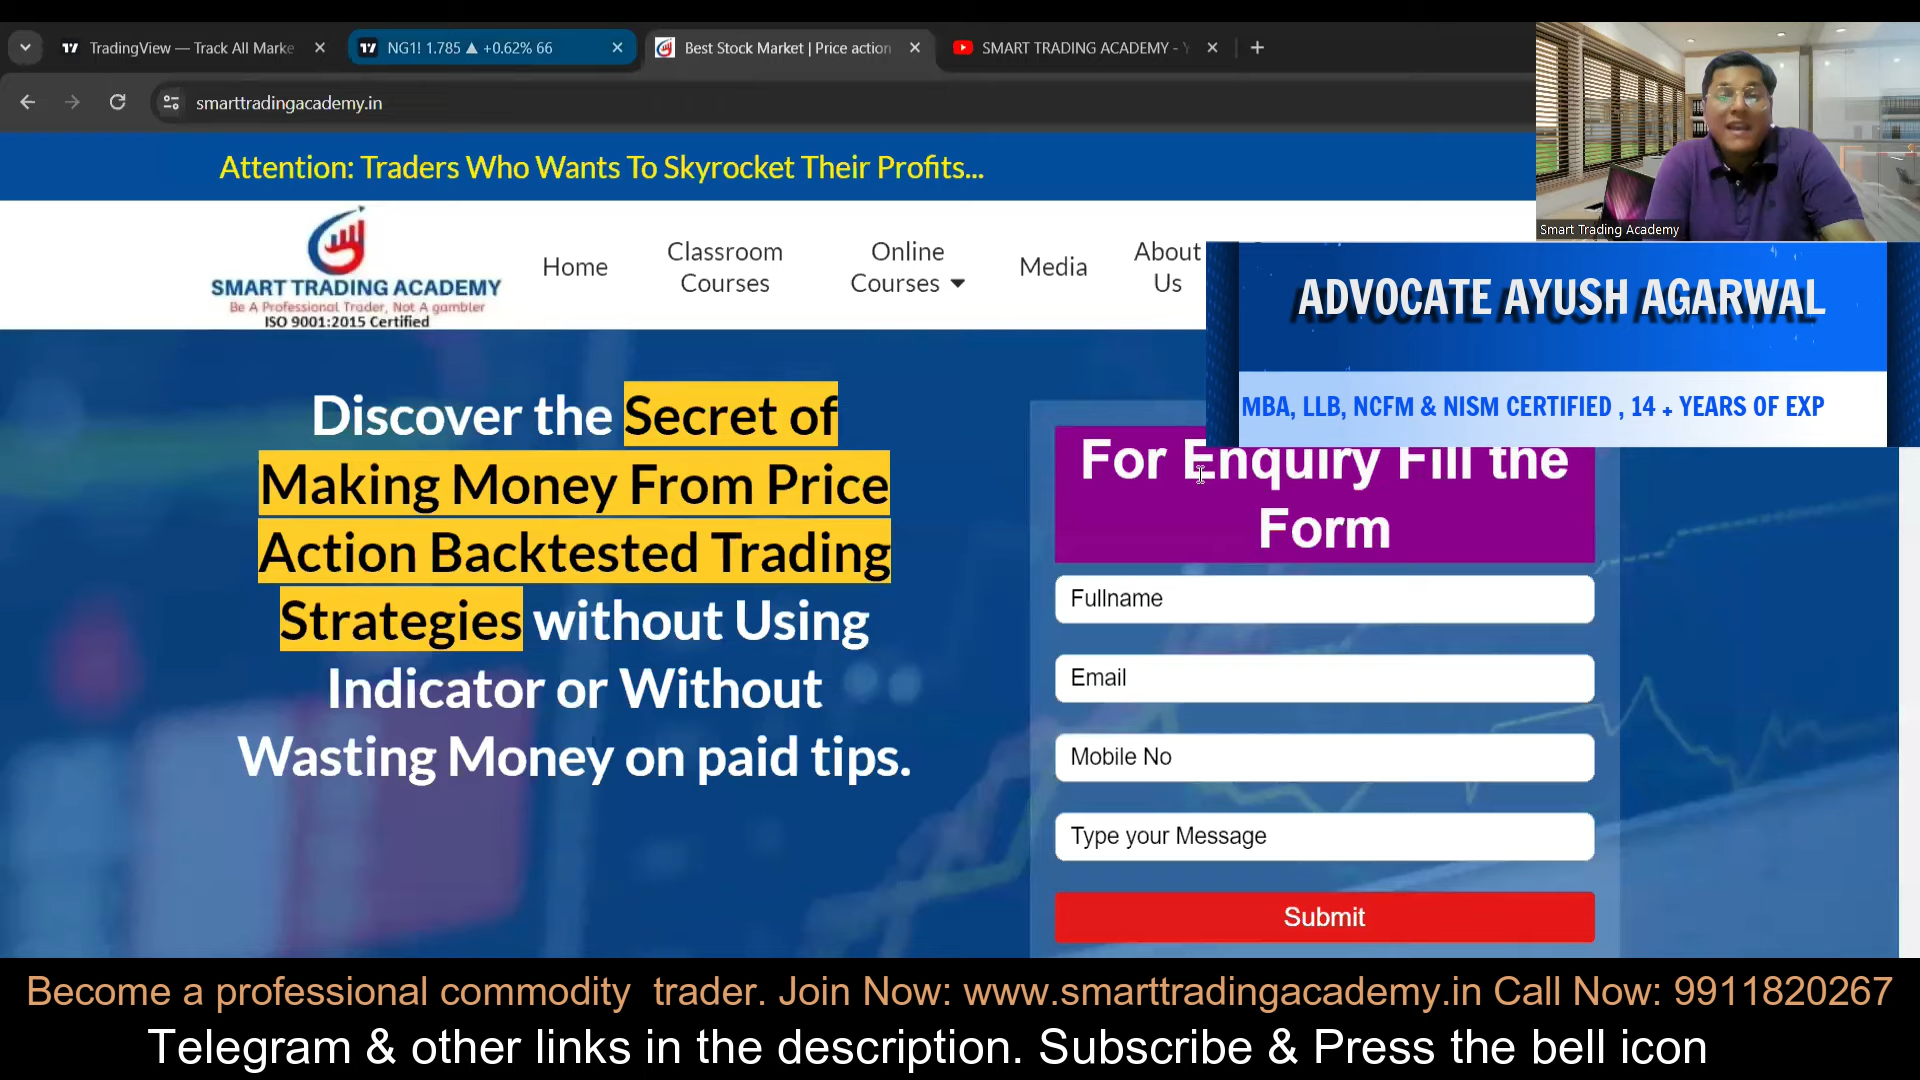 TradingView — Track All Marke
NG1! 1.785 ▲ +0.62% 66
Best Stock Market | Price action
SMART TRADING ACADEMY - Y
smarttradingacademy.in
Attention: Traders Who Wants To Skyrocket Their Profits...
SMART TRADING ACADEMY
Be A Professional Trader, Not A gambler
ISO 9001:2015 Certified
Home
Classroom
Courses
Online
Courses
Media
About
Us
Smart Trading Academy
ADVOCATE AYUSH AGARWAL
MBA, LLB, NCFM & NISM CERTIFIED , 14 + YEARS OF EXP
Discover the Secret of
Making Money From Price
Action Backtested Trading
Strategies without Using
Indicator or Without
Wasting Money on paid tips.
For Enquiry Fill the
Form
Fullname
Email
Mobile No
Type your Message
Submit
Become a professional commodity trader. Join Now: www.smarttradingacademy.in Call Now: 9911820267
Telegram & other links in the description. Subscribe & Press the bell icon